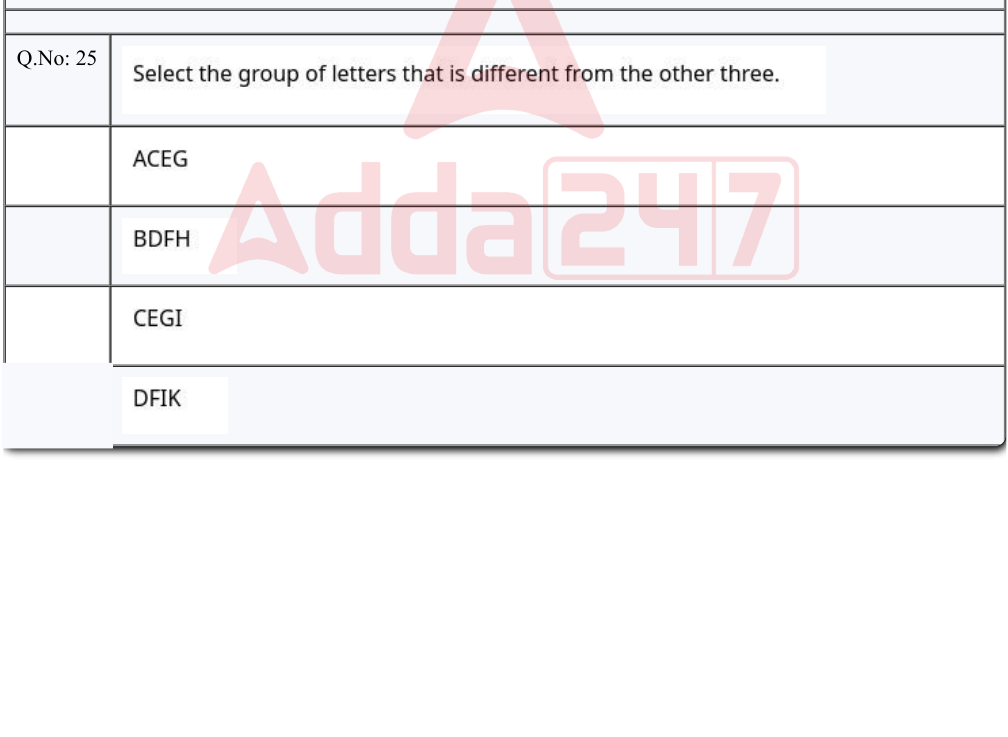 Q.No: 25
Select the group of letters that is different from the other three.
ACEG
Adda247
BDFH
CEGI
DFIK